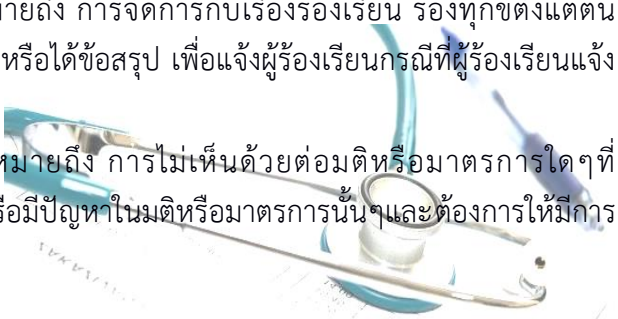 ายถึง การจัดการกับเรื่องร้องเรียน ร้องทุกข์ตั้งแต่ต้น
หรือได้ข้อสรุป เพื่อแจ้งผู้ร้องเรียนกรณีที่ผู้ร้องเรียนแจ้ง
หมายถึง การไม่เห็นด้วยต่อมติหรือมาตรการใดๆที่
รือมีปัญหาในมติหรือมาตรการนั้นๆและต้องการให้มีการ